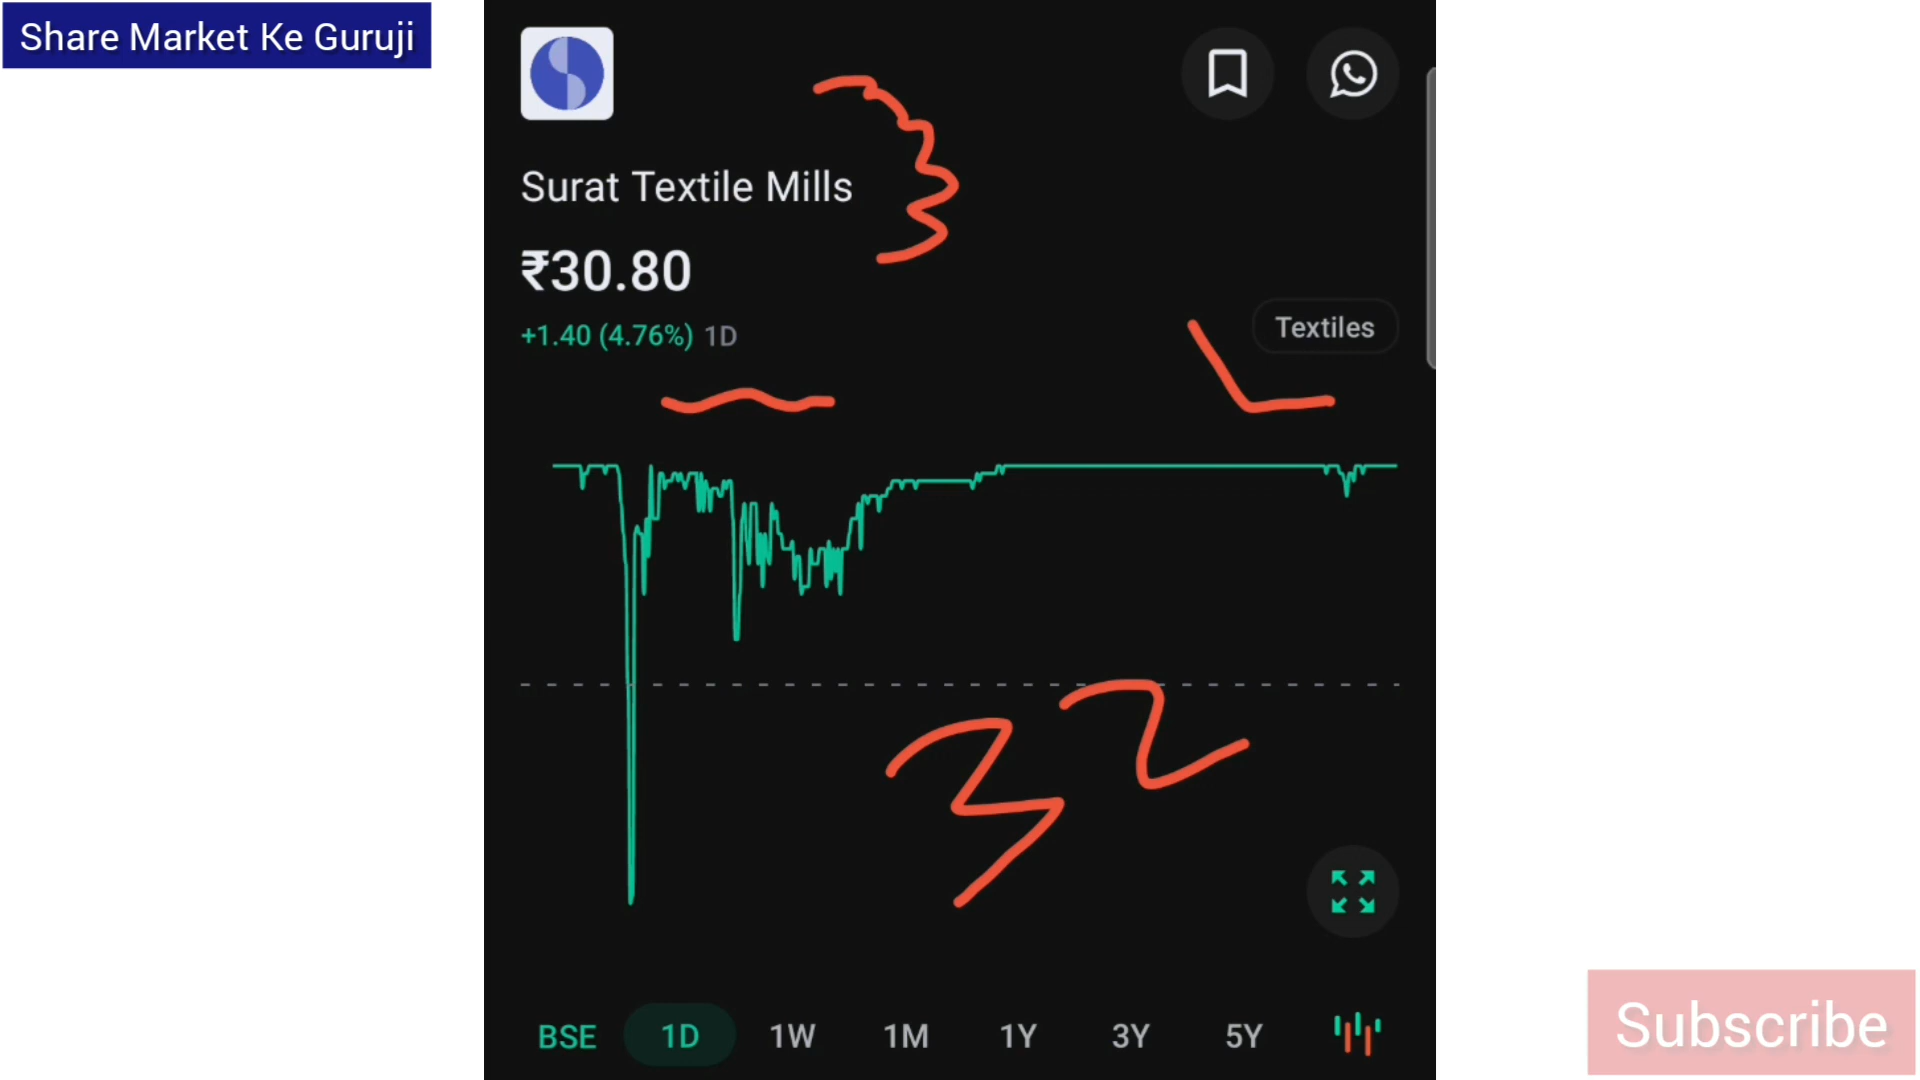 Share Market Ke Guruji
Surat Textile Mills
₹30.80
+1.40 (4.76%) 1D
Textiles
32
BSE 1D 1W 1M 1Y 3Y 5Y
Subscribe